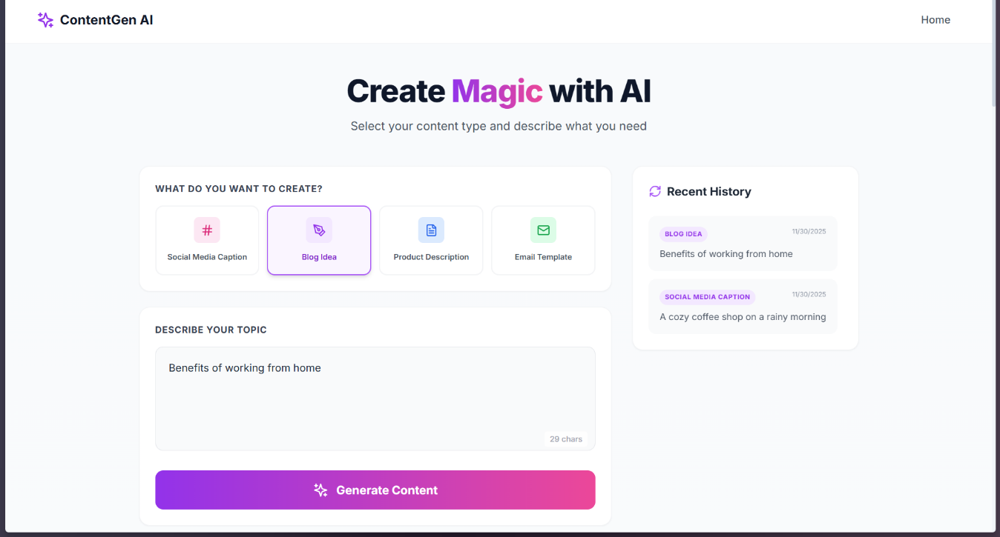 ContentGen AI
Home
Create Magic with AI
Select your content type and describe what you need
WHAT DO YOU WANT TO CREATE?
Social Media Caption
Blog Idea
Product Description
Email Template
DESCRIBE YOUR TOPIC
Benefits of working from home
29 chars
Generate Content
Recent History
BLOG IDEA
11/30/2025
Benefits of working from home
SOCIAL MEDIA CAPTION
11/30/2025
A cozy coffee shop on a rainy morning